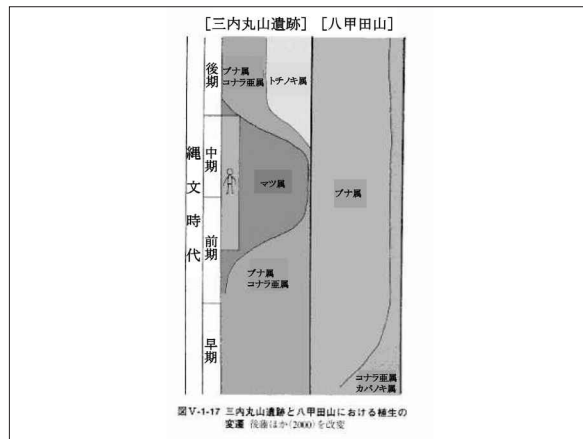 [三内丸山遺跡] [八甲田山]
縄文時代
後期
中期
前期
早期
ブナ属
コナラ亜属
トチノキ属
マツ属
ブナ属
ブナ属
コナラ亜属
コナラ亜属
カバノキ属
図V-1-17 三内丸山遺跡と八甲田山における植生の
変遷 後藤ほか(2000)を改変